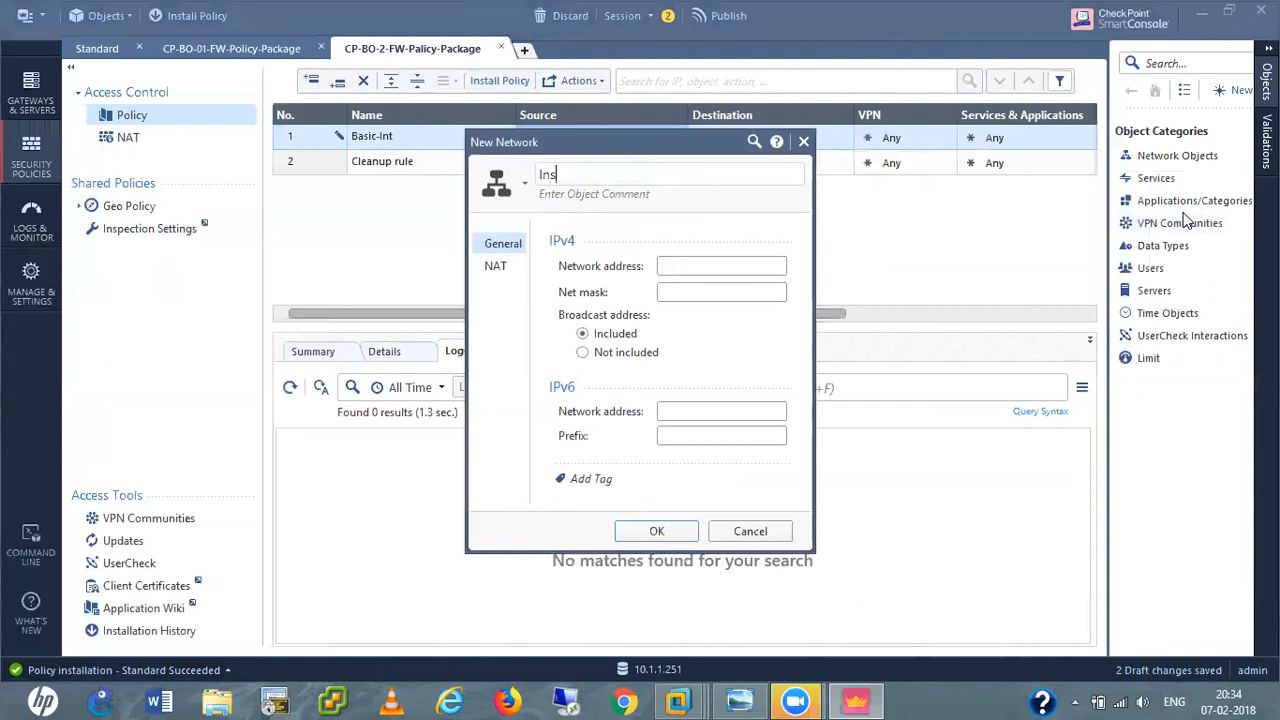 Objects
Install Policy
Discard
Session
2
Publish
Check Point
SmartConsole
Standard
CP-BO-01-FW-Policy-Package
CP-BO-2-FW-Palicy-Package
GATEWAYS
& SERVERS
SECURITY
POLICIES
LOGS &
MONITOR
MANAGE &
SETTINGS
COMMAND
LINE
WHAT'S
NEW
Access Control
Policy
NAT
Shared Policies
Geo Policy
Inspection Settings
Access Tools
VPN Communities
Updates
UserCheck
Client Certificates
Application Wiki
Installation History
Install Policy
Actions
Search for IP, object, action...
No.
Name
Source
Destination
VPN
Services & Applications
1
Basic-Int
Any
Any
2
Cleanup rule
Any
Any
New Network
Ins
Enter Object Comment
General
NAT
IPv4
Network address:
Net mask:
Broadcast address:
Included
Not included
IPv6
Network address:
Prefix:
Add Tag
OK
Cancel
Summary
Details
Logs
All Time
+F)
Found 0 results (1.3 sec.)
Query Syntax
No matches found for your search
Search...
New
Object Categories
Network Objects
Services
Applications/Categories
VPN Communities
Data Types
Users
Servers
Time Objects
UserCheck Interactions
Limit
Objects
Validations
Policy installation - Standard Succeeded
10.1.1.251
2 Draft changes saved
admin
ENG
20:34
07-02-2018